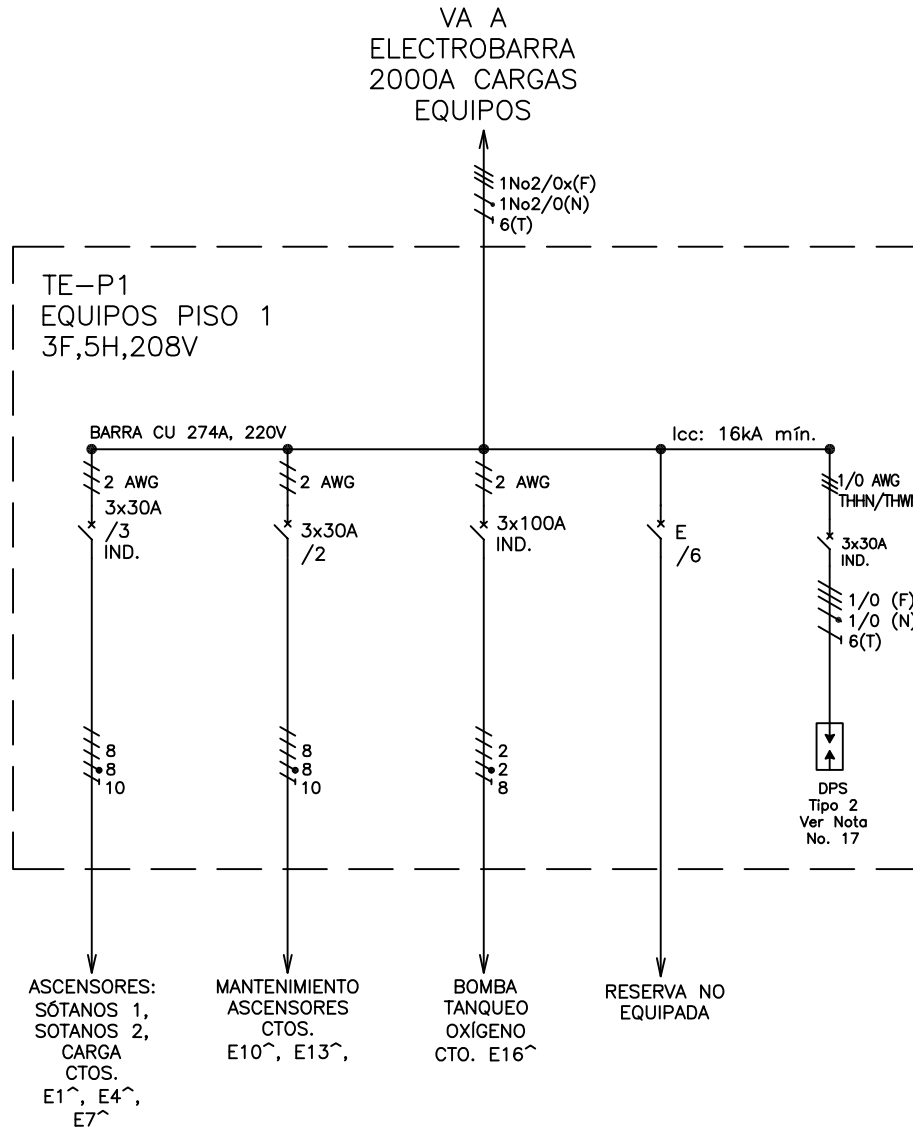 VA A
ELECTROBARRA
2000A CARGAS
EQUIPOS
1No2/0x(F)
1No2/0(N)
6(T)
TE-P1
EQUIPOS PISO 1
3F,5H,208V
BARRA CU 274A, 220V
Icc: 16kA mín.
2 AWG
3x30A
/3
IND.
2 AWG
3x30A
/2
2 AWG
3x100A
IND.
E
/6
1/0 AWG
THHN/THW
3x30A
IND.
1/0 (F)
1/0 (N)
6(T)
8
8
10
8
8
10
2
2
8
DPS
Tipo 2
Ver Nota
No. 17
ASCENSORES:
SÓTANOS 1,
SOTANOS 2,
CARGA
CTOS.
E1^, E4^,
E7^
MANTENIMIENTO
ASCENSORES
CTOS.
E10^, E13^,
BOMBA
TANQUEO
OXÍGENO
CTO. E16^
RESERVA NO
EQUIPADA